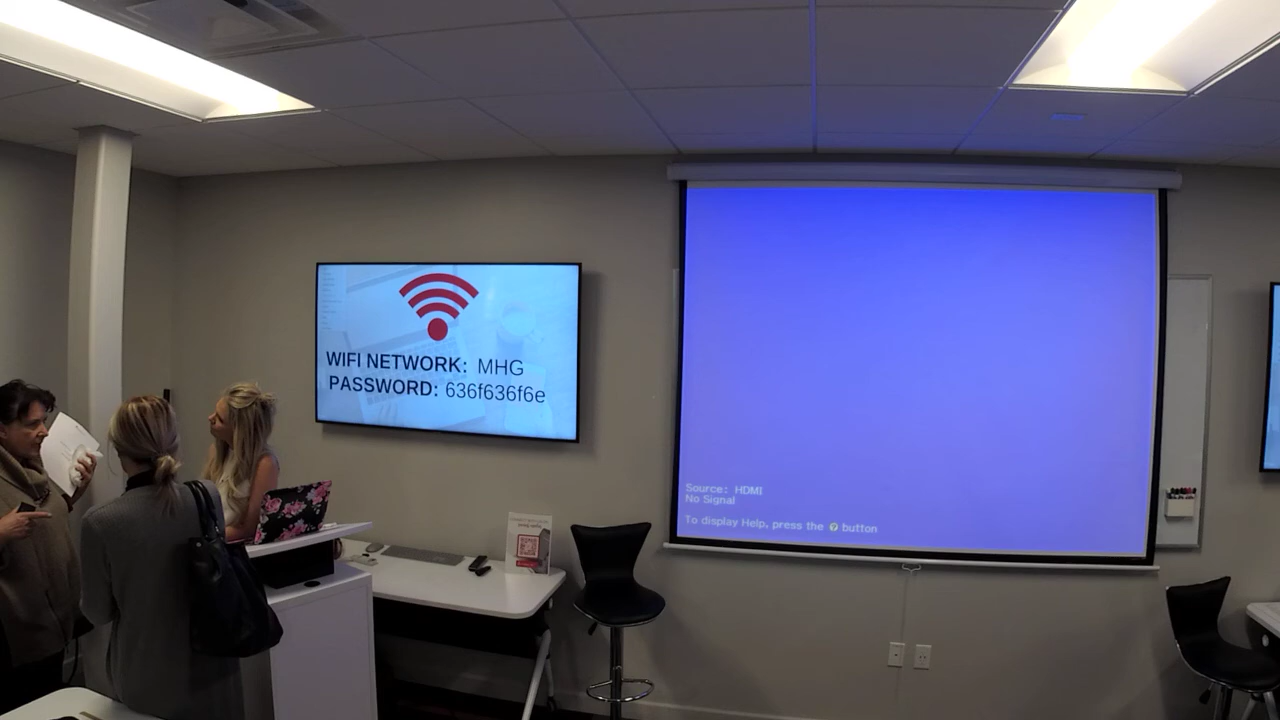 WIFI NETWORK: MHG
PASSWORD: 636f636f6e
Source: HDMI
No Signal
To display Help, press the ? button